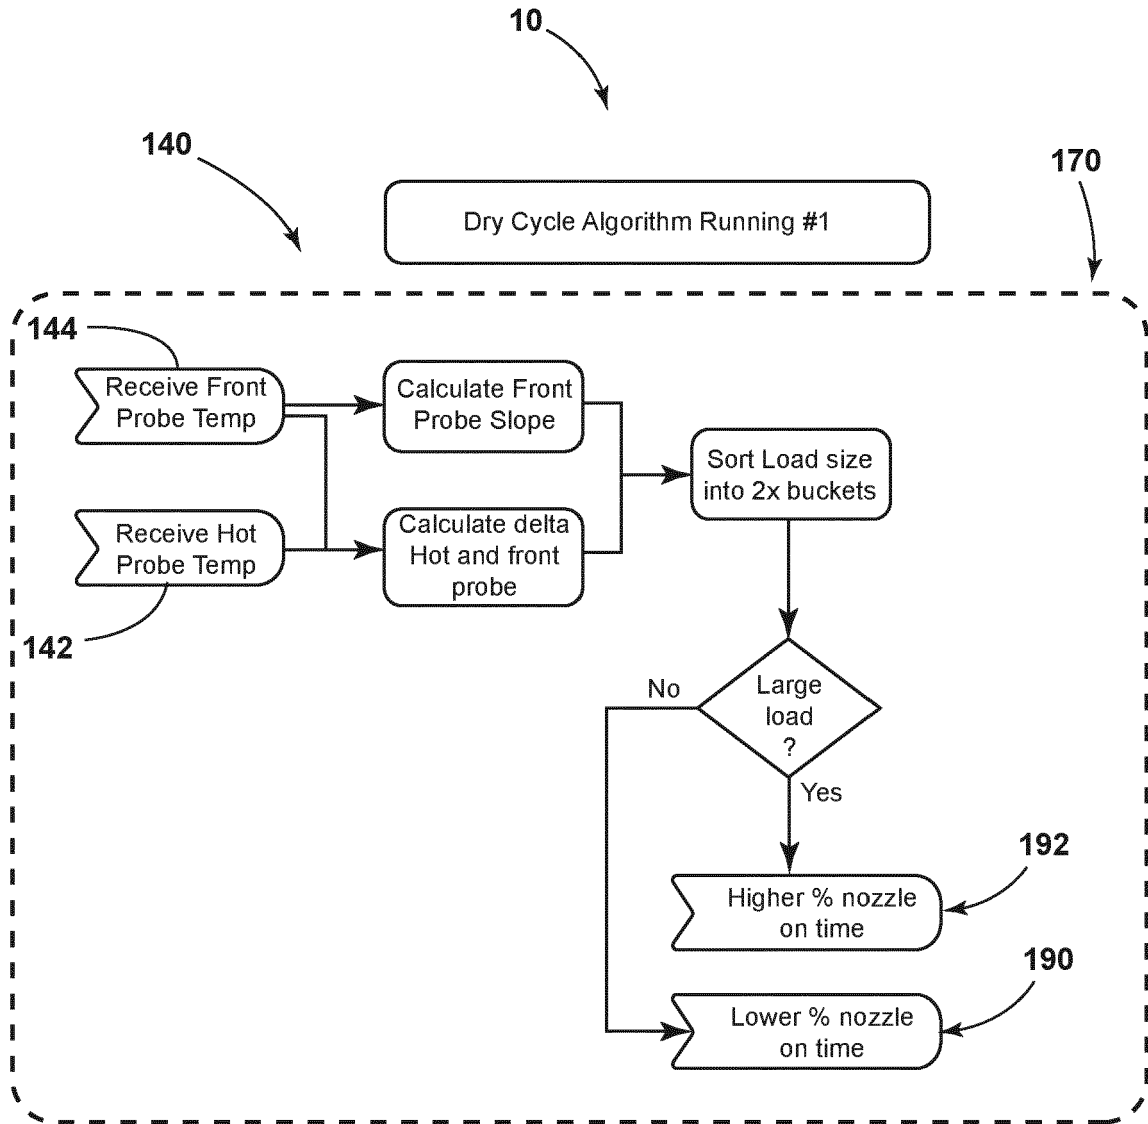 10
140
170
Dry Cycle Algorithm Running #1
144
Receive Front
Probe Temp
Calculate Front
Probe Slope
Sort Load size
into 2x buckets
Receive Hot
Probe Temp
Calculate delta
Hot and front
probe
142
Large
load
?
No
Yes
192
Higher % nozzle
on time
190
Lower % nozzle
on time